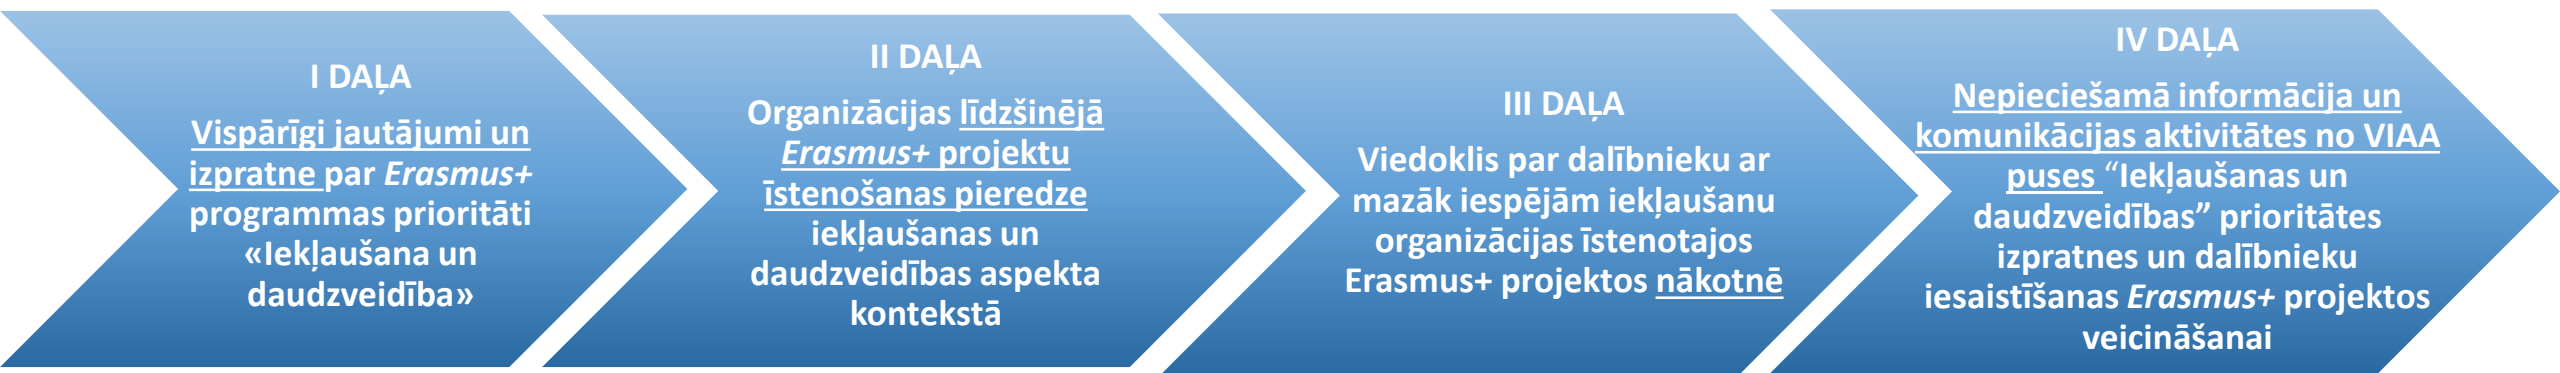 I DAĻA
Vispārīgi jautājumi un
izpratne par Erasmus+
programmas prioritāti
«Iekļaušana un
daudzveidība»
II DAĻA
Organizācijas līdzšinējā
Erasmus+ projektu
īstenošanas pieredze
iekļaušanas un
daudzveidības aspekta
kontekstā
III DAĻA
Viedoklis par dalībnieku ar
mazāk iespējām iekļaušanu
organizācijas īstenotajos
Erasmus+ projektos nākotnē
IV DAĻA
Nepieciešamā informācija un
komunikācijas aktivitātes no VIAA
puses “Iekļaušanas un
daudzveidības” prioritātes
izpratnes un dalībnieku
iesaistīšanas Erasmus+ projektos
veicināšanai